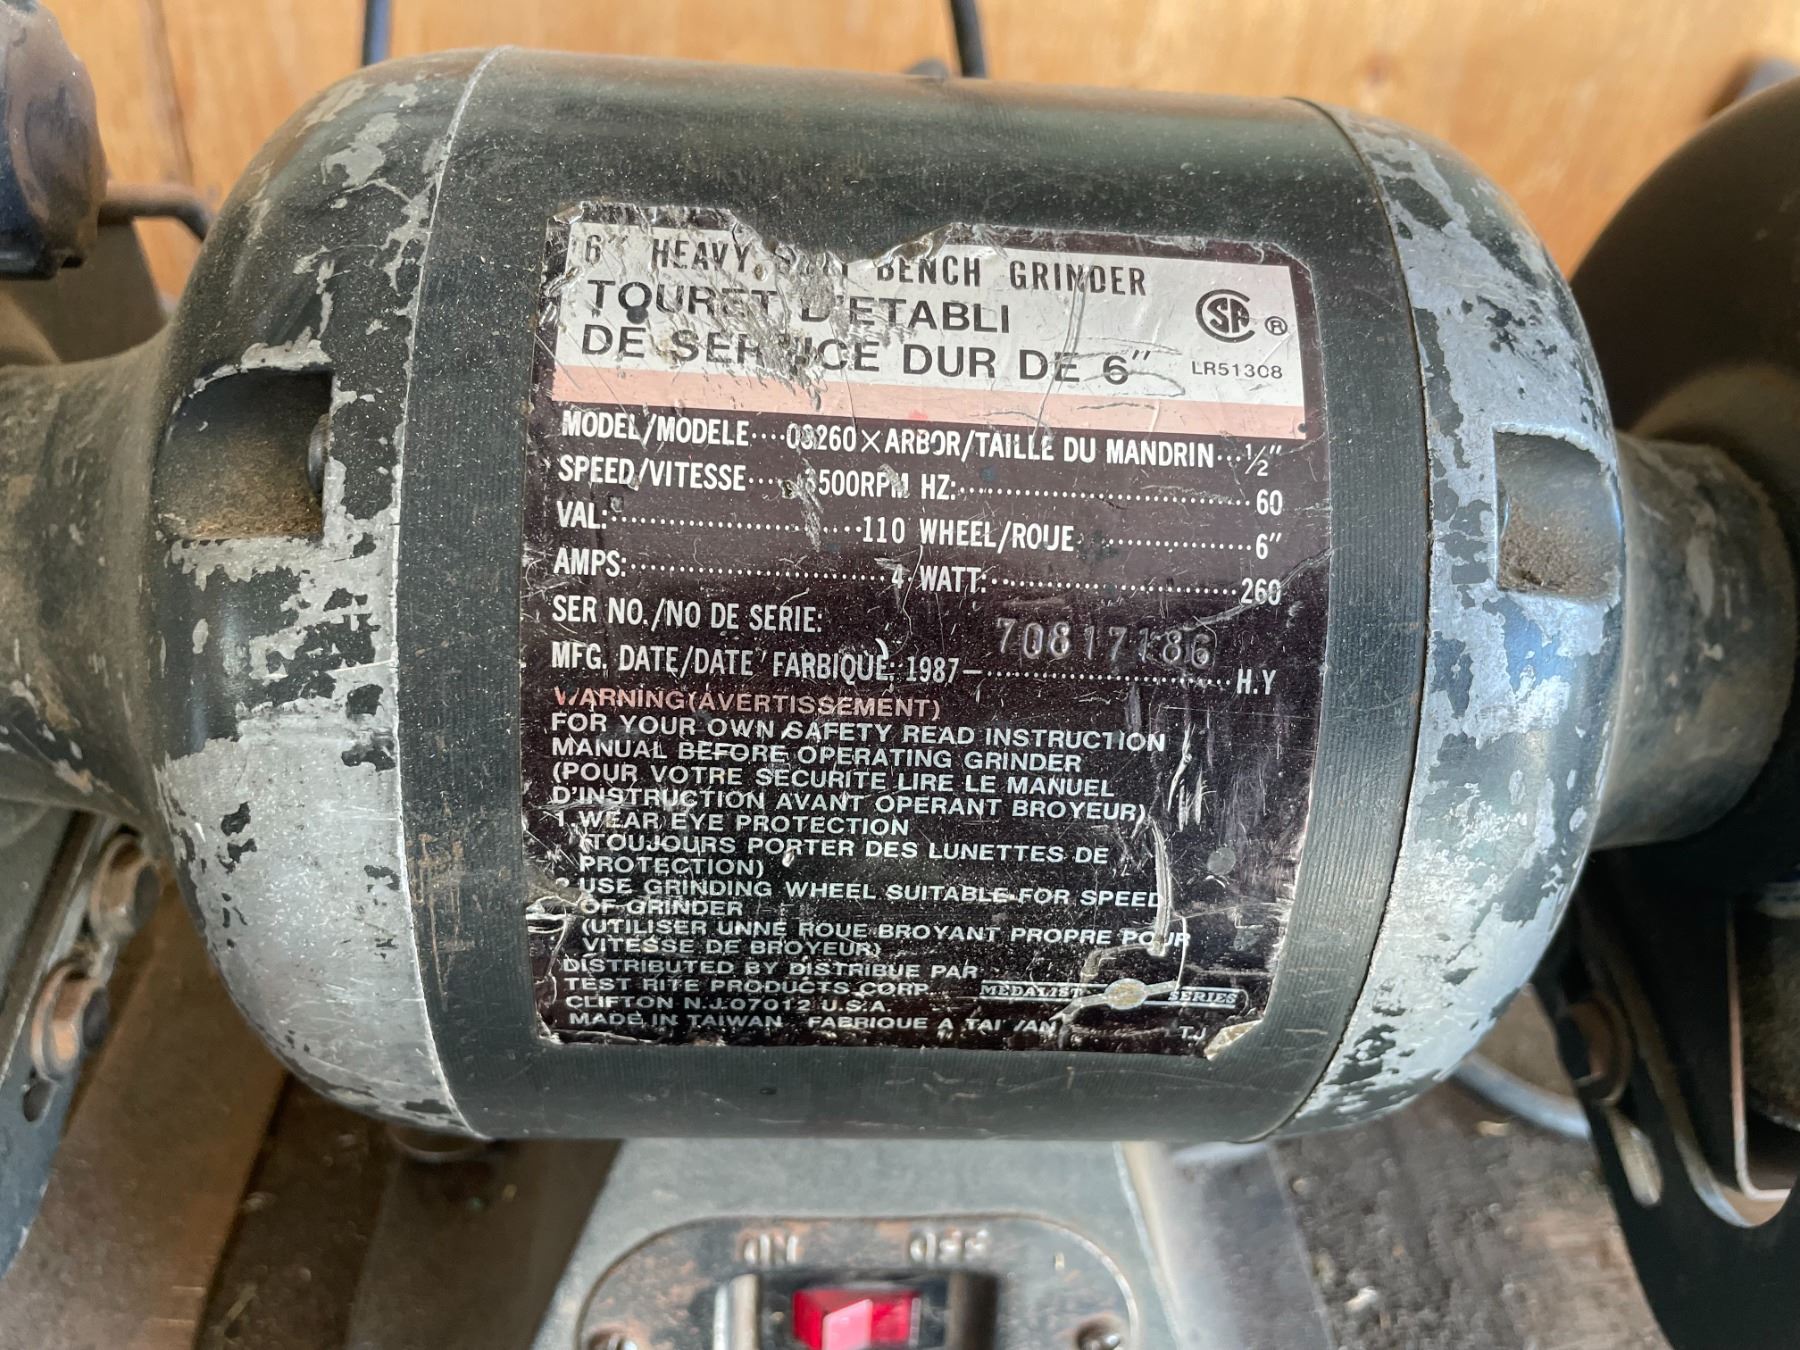 6" HEAVY BENCH GRINDER
TOURET D'ETABLI
DE SERVICE DUR DE 6"
CSA ®
LR51308
MODEL/MODELE····ARBOR/TAILLE DU MANDRIN···½"
SPEED/VITESSE···· HZ:····60
VAL:····110 WHEEL/ROUE····6"
AMPS:····4 WATT:····260
SER NO./NO DE SERIE:
MFG. DATE/DATE FARBIQUE: 1987—····H.Y
WARNING(AVERTISSEMENT)
FOR YOUR OWN SAFETY READ INSTRUCTION
MANUAL BEFORE OPERATING GRINDER
(POUR VOTRE SECURITE LIRE LE MANUEL
D'INSTRUCTION AVANT OPERANT BROYEUR)
1.WEAR EYE PROTECTION
(TOUJOURS PORTER DES LUNETTES DE
PROTECTION)
2 USE GRINDING WHEEL SUITABLE FOR SPEED
OF GRINDER
(UTILISER UNNE ROUE BROYANT PROPRE POUR
VITESSE DE BROYEUR)
DISTRIBUTED BY DISTRIBUE PAR
TEST RITE PRODUCTS CORP.
CLIFTON N.J.07012 U.S.A.
MADE IN TAIWAN FABRIQUE A TAIWAN
MEDALIST SERIES
TJ
ON OFF